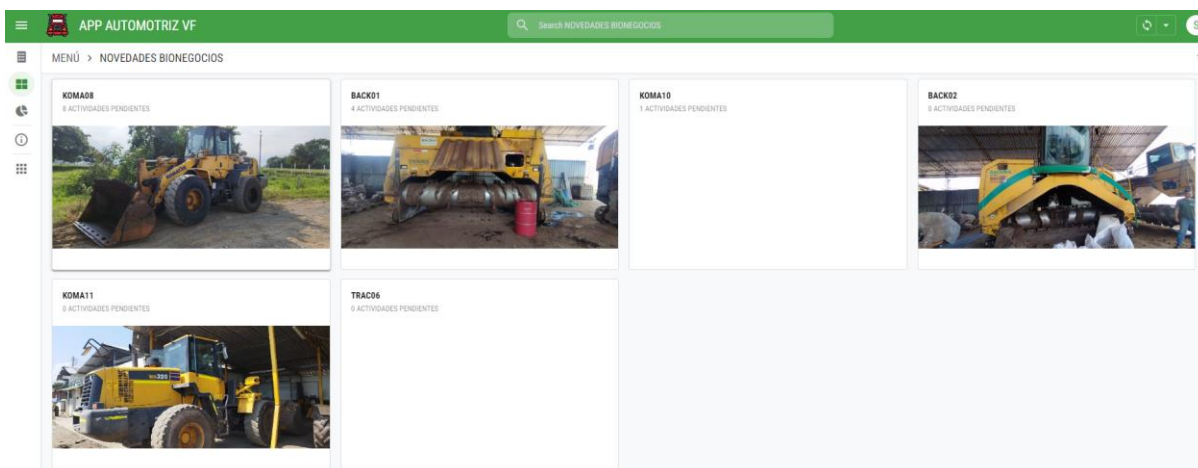 APP AUTOMOTRIZ VF
Search NOVEDADES BIONEGOCIOS
MENÚ > NOVEDADES BIONEGOCIOS
KOMA08
8 ACTIVIDADES PENDIENTES
BACK01
4 ACTIVIDADES PENDIENTES
KOMA10
1 ACTIVIDADES PENDIENTES
BACK02
0 ACTIVIDADES PENDIENTES
KOMA11
0 ACTIVIDADES PENDIENTES
TRAC06
0 ACTIVIDADES PENDIENTES